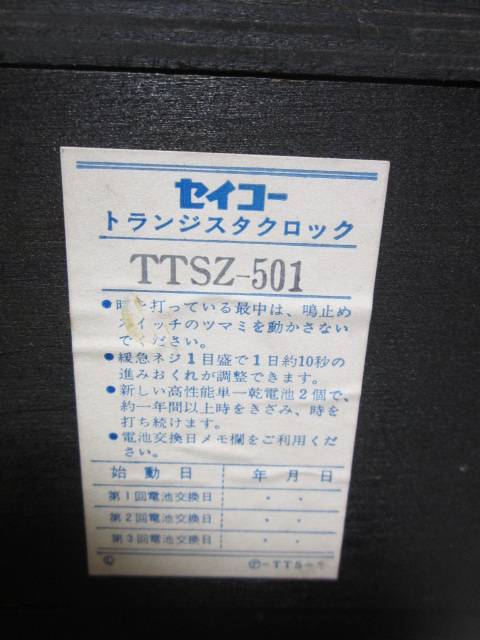 セイコー
トランジスタクロック
TTSZ-501
●時を打っている最中は、鳴止め
スイッチのツマミを動かさない
でください。
●緩急ネジ1目盛で1日約10秒の
進みおくれが調整できます。
●新しい高性能単一乾電池2個で、
約一年間以上時をきざみ、時を
打ち続けます。
●電池交換日メモ欄をご利用くだ
さい。
始動日 年 月 日
第1回電池交換日 ・ ・
第2回電池交換日 ・ ・
第3回電池交換日 ・ ・